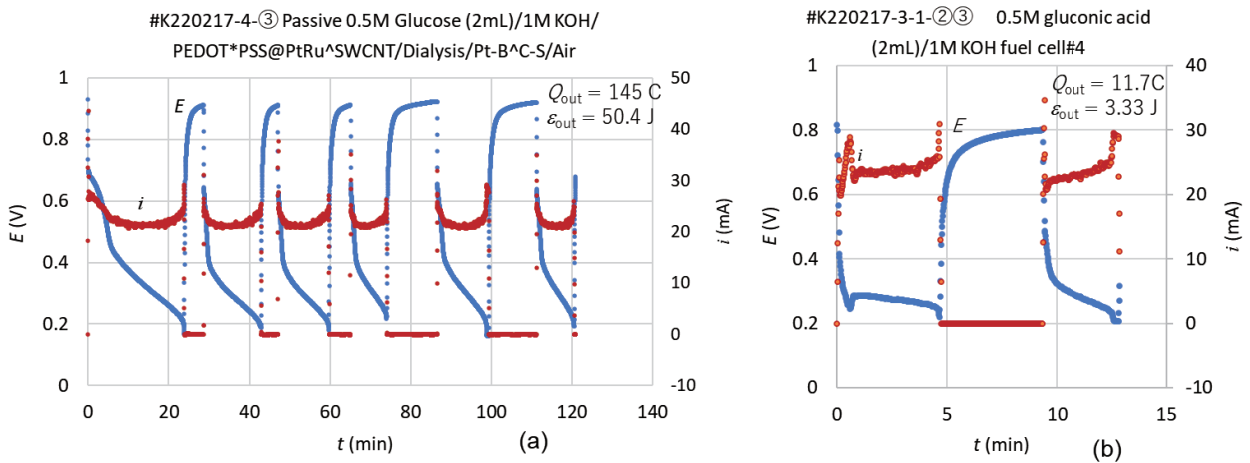 #K220217-4-③ Passive 0.5M Glucose (2mL)/1M KOH/
PEDOT*PSS@PtRu^SWCNT/Dialysis/Pt-B^C-S/Air
E (V)
1
0.8
0.6
0.4
0.2
0
50
40
30
20
10
0
-10
i (mA)
E
i
Qout = 145 C
εout = 50.4 J
0
20
40
60
80
100
120
140
t (min)
(a)
#K220217-3-1-②③ 0.5M gluconic acid
(2mL)/1M KOH fuel cell#4
E (V)
1
0.8
0.6
0.4
0.2
0
40
30
20
10
0
-10
i (mA)
E
i
Qout = 11.7C
εout = 3.33 J
0
5
10
15
t (min)
(b)